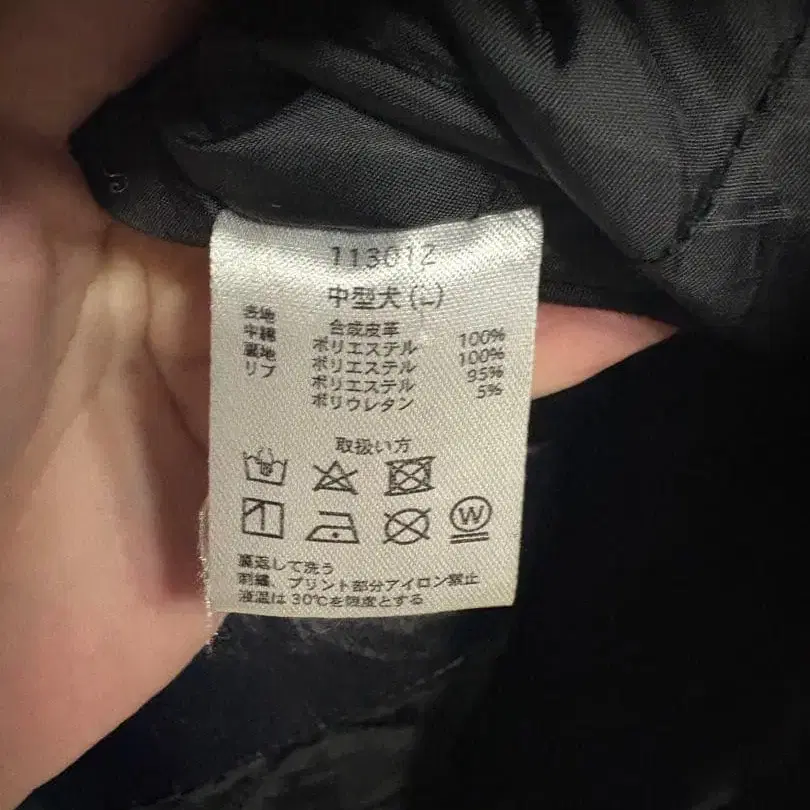 113012
中型犬(L)
表地 合成皮革
中綿 ポリエステル 100%
裏地 ポリエステル 100%
リブ ポリエステル 95%
ポリウレタン 5%
取扱い方
W
裏返して洗う
刺繍、プリント部分アイロン禁止
液温は30℃を限度とする